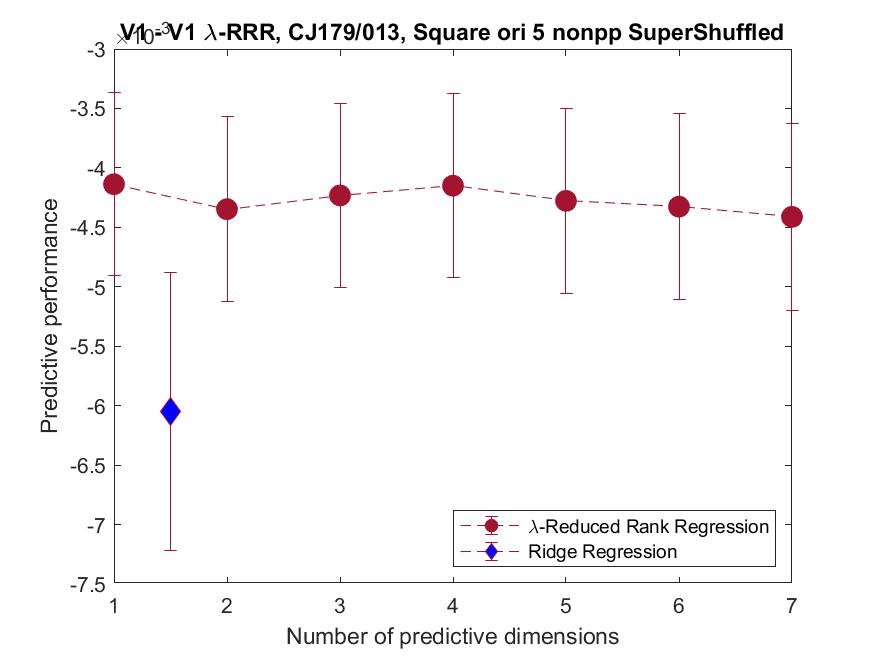 V1 - V1 λ-RRR, CJ179/013, Square ori 5 nonpp SuperShuffled
×10-3
-3
-3.5
-4
-4.5
-5
-5.5
-6
-6.5
-7
-7.5
Predictive performance
λ-Reduced Rank Regression
Ridge Regression
1 2 3 4 5 6 7
Number of predictive dimensions